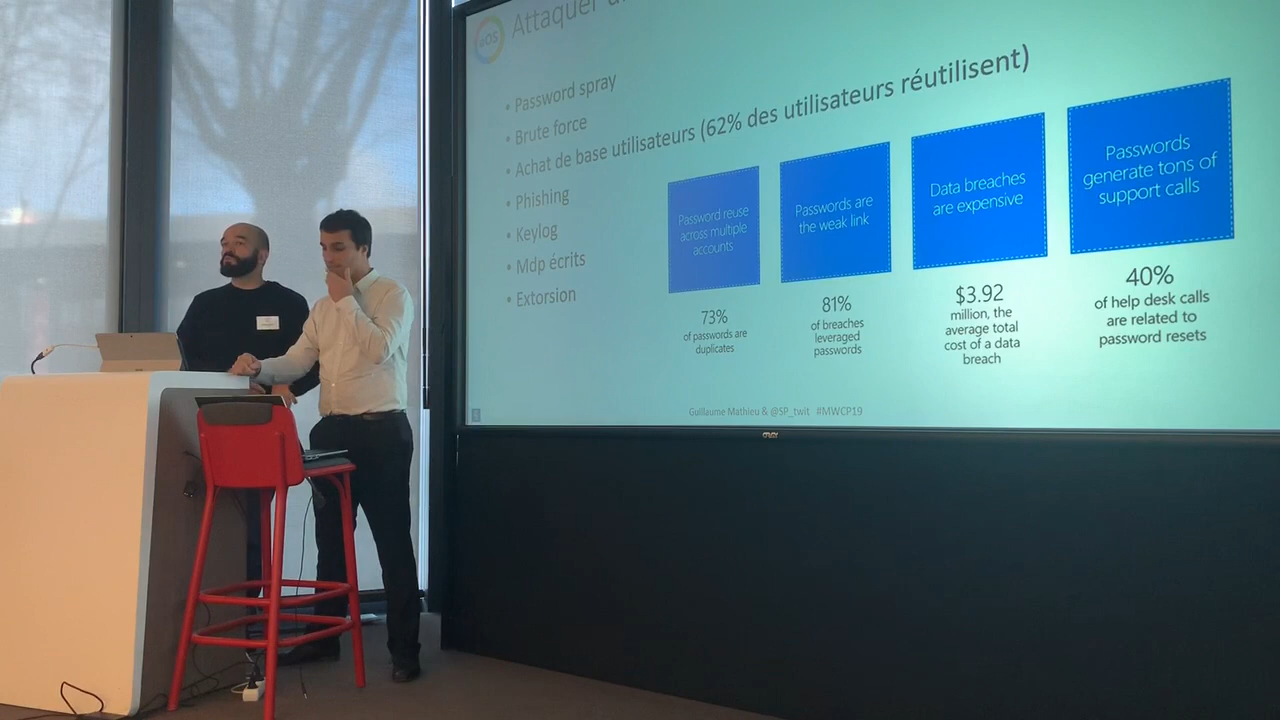 aOS
Attaquer
• Password spray
• Brute force
• Achat de base utilisateurs (62% des utilisateurs réutilisent)
• Phishing
• Keylog
• Mdp écrits
• Extorsion
Password reuse
across multiple
accounts
73%
of passwords are
duplicates
Passwords are
the weak link
81%
of breaches
leveraged
passwords
Data breaches
are expensive
$3.92
million, the
average total
cost of a data
breach
Passwords
generate tons of
support calls
40%
of help desk calls
are related to
password resets
Guillaume Mathieu & @SP_twit #MWCP19